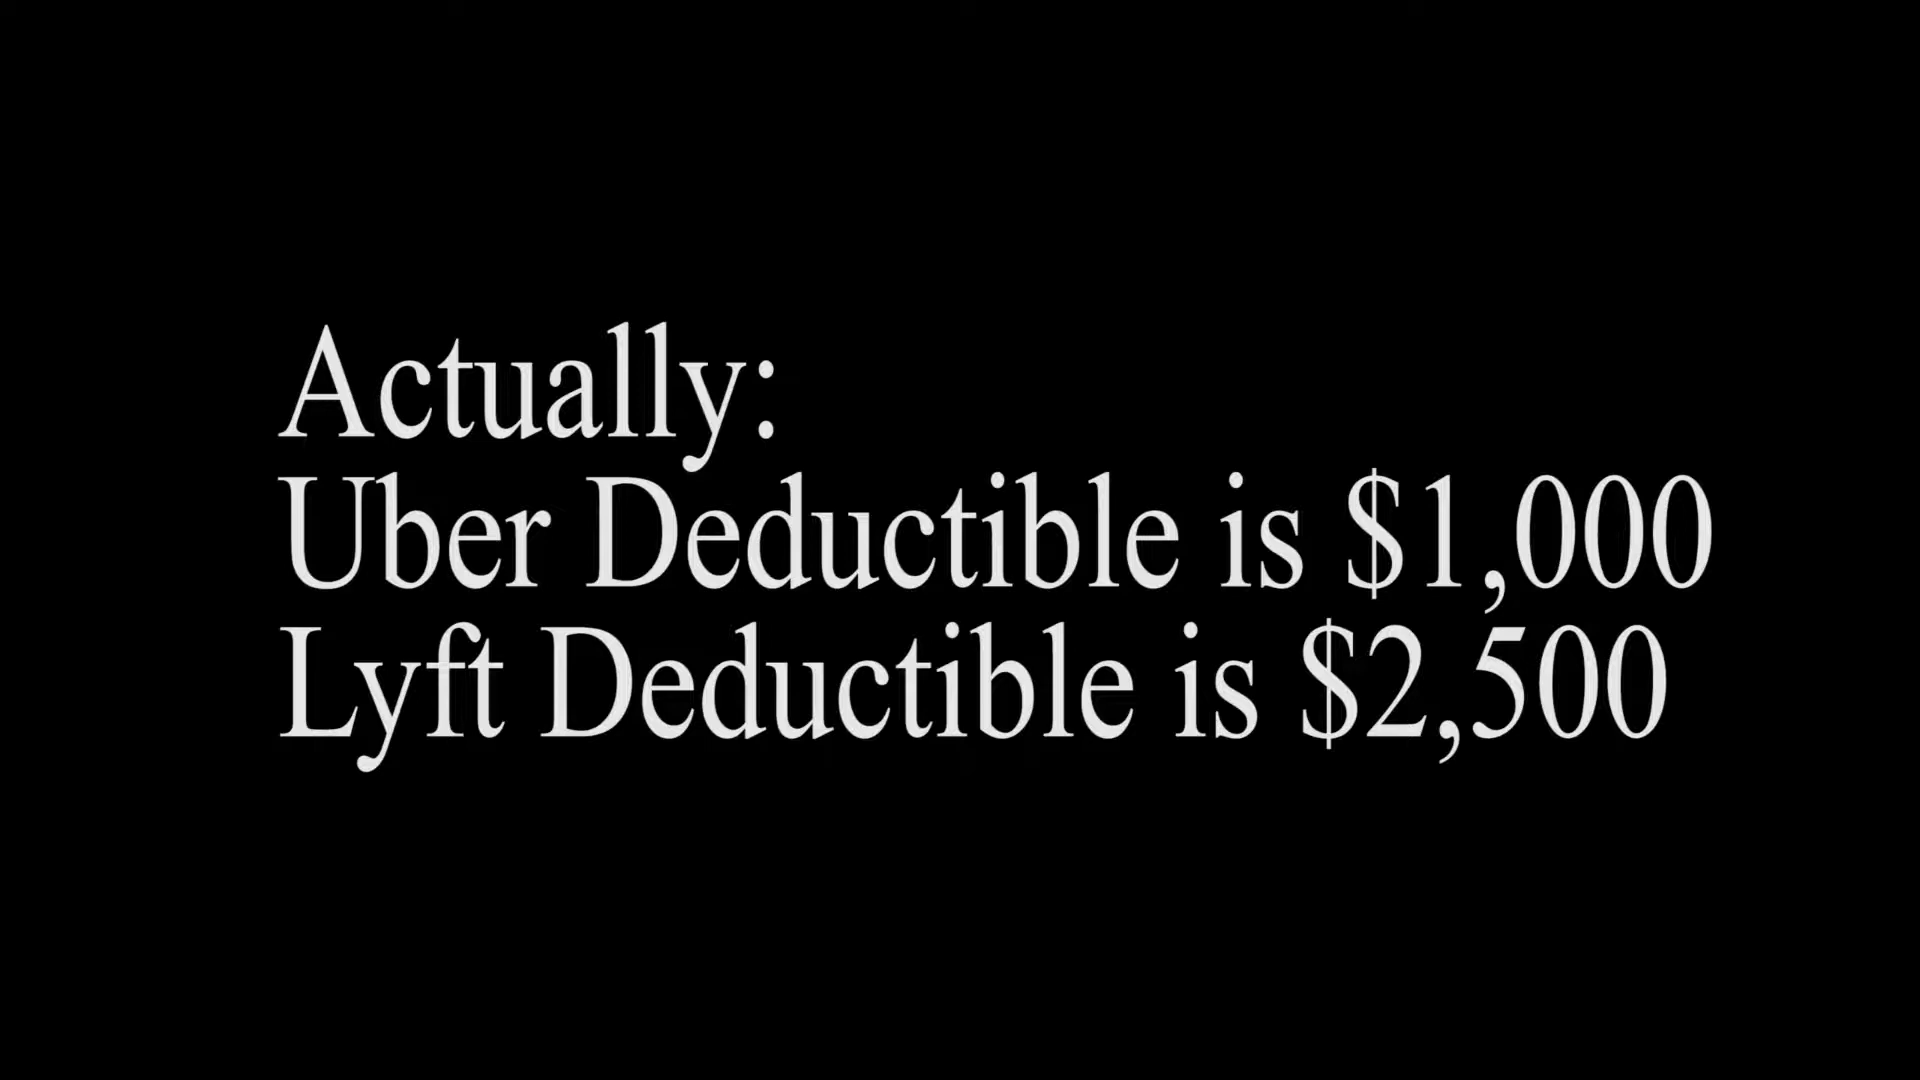 Actually:
Uber Deductible is $1,000
Lyft Deductible is $2,500